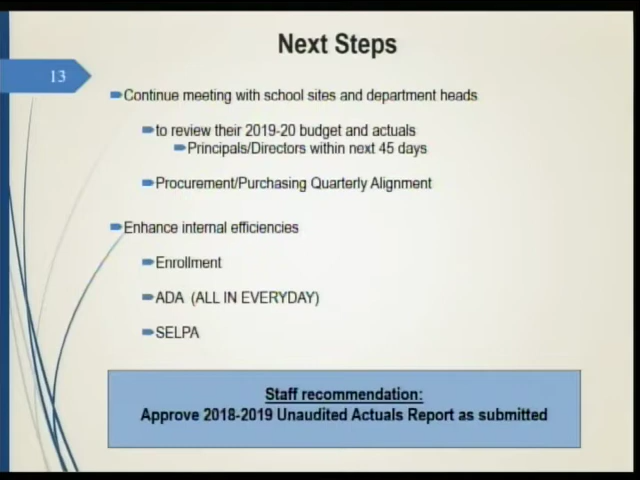 Next Steps
13
Continue meeting with school sites and department heads
to review their 2019-20 budget and actuals
Principals/Directors within next 45 days
Procurement/Purchasing Quarterly Alignment
Enhance internal efficiencies
Enrollment
ADA (ALL IN EVERYDAY)
SELPA
Staff recommendation:
Approve 2018-2019 Unaudited Actuals Report as submitted